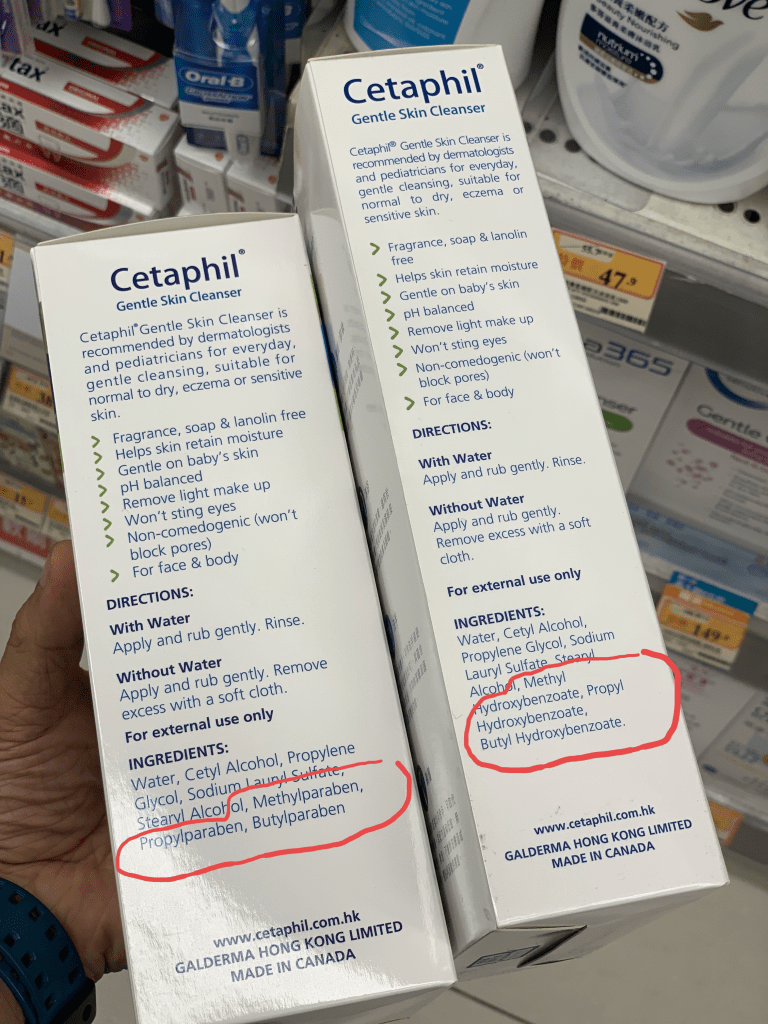 Cetaphil®
Gentle Skin Cleanser
Cetaphil® Gentle Skin Cleanser is
recommended by dermatologists
and pediatricians for everyday,
gentle cleansing, suitable for
normal to dry, eczema or sensitive
skin.
Fragrance, soap & lanolin free
Helps skin retain moisture
Gentle on baby's skin
pH balanced
Remove light make up
Won't sting eyes
Non-comedogenic (won't
block pores)
For face & body
DIRECTIONS:
With Water
Apply and rub gently. Rinse.
Without Water
Apply and rub gently. Remove
excess with a soft cloth.
For external use only
INGREDIENTS:
Water, Cetyl Alcohol, Propylene
Glycol, Sodium Lauryl Sulfate,
Stearyl Alcohol, Methylparaben,
Propylparaben, Butylparaben
www.cetaphil.com.hk
GALDERMA HONG KONG LIMITED
MADE IN CANADA
Cetaphil®
Gentle Skin Cleanser
Cetaphil® Gentle Skin Cleanser is
recommended by dermatologists
and pediatricians for everyday,
gentle cleansing, suitable for
normal to dry, eczema or
sensitive skin.
Fragrance, soap & lanolin
free
Helps skin retain moisture
Gentle on baby's skin
pH balanced
Remove light make up
Won't sting eyes
Non-comedogenic (won't
block pores)
For face & body
DIRECTIONS:
With Water
Apply and rub gently. Rinse.
Without Water
Apply and rub gently.
Remove excess with a soft
cloth.
For external use only
INGREDIENTS:
Water, Cetyl Alcohol,
Propylene Glycol, Sodium
Lauryl Sulfate, Stearyl
Alcohol, Methyl
Hydroxybenzoate, Propyl
Hydroxybenzoate,
Butyl Hydroxybenzoate.
www.cetaphil.com.hk
GALDERMA HONG KONG LIMITED
MADE IN CANADA
Oral-B
nutrium
47.9
a365
149.9